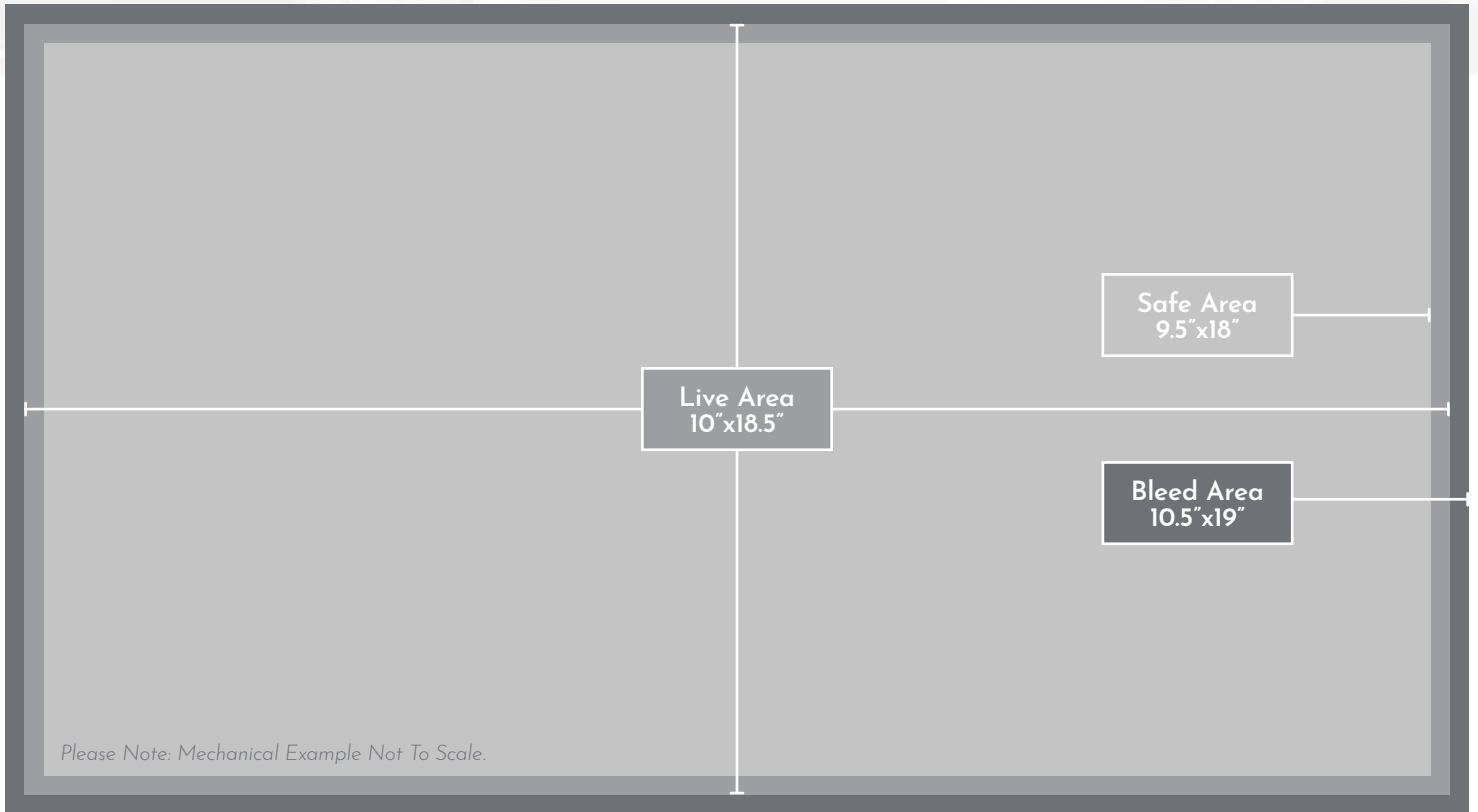 Safe Area
9.5”x18”
Live Area
10”x18.5”
Bleed Area
10.5”x19”
Please Note: Mechanical Example Not To Scale.